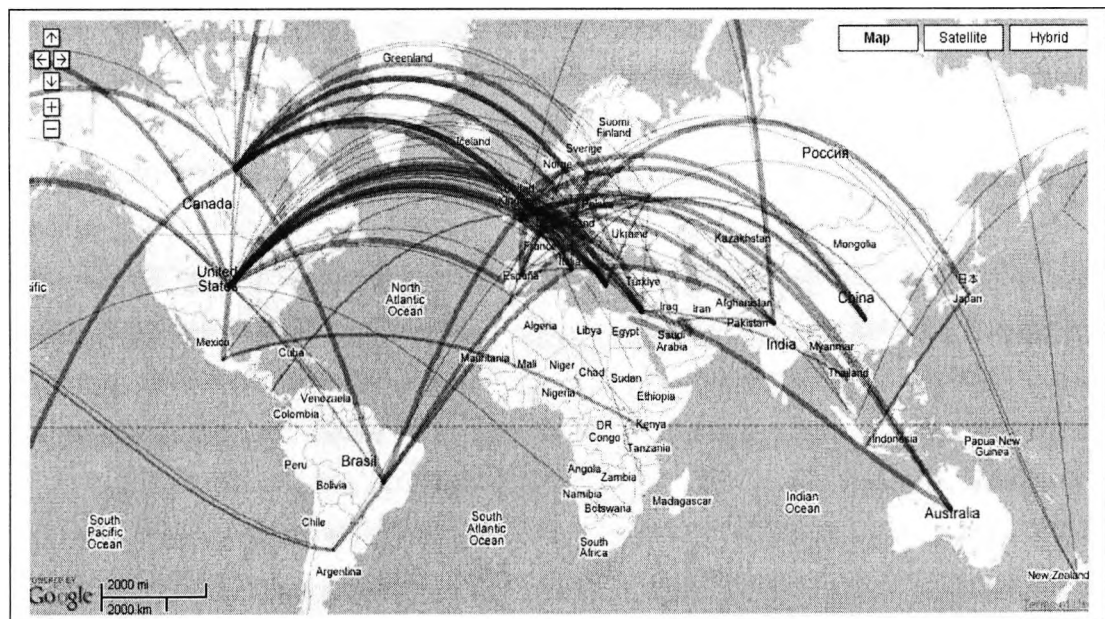 Map
Satellite
Hybrid
Greenland
Iceland
Suomi
Finland
Sverige
Norge
Россия
Canada
Ukraine
Kazakhstan
Mongolia
France
Italia
España
Türkiye
United
States
North
Atlantic
Ocean
Iraq
Iran
Afghanistan
Pakistan
China
日本
Japan
Algeria
Libya
Egypt
Saudi
Arabia
India
Myanmar
Thailand
Mexico
Cuba
Mauritania
Mali
Niger
Chad
Sudan
Nigeria
Ethiopia
Venezuela
Colombia
DR
Congo
Kenya
Tanzania
Indonesia
Papua New
Guinea
Peru
Brasil
Bolivia
Angola
Zambia
Namibia
Botswana
Madagascar
Indian
Ocean
Australia
Chile
South
Pacific
Ocean
South
Atlantic
Ocean
South
Africa
Argentina
New Zealand
POWERED BY
Google
2000 mi
2000 km